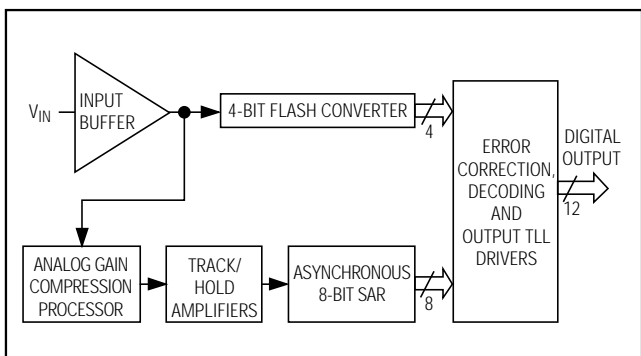 V_IN
INPUT
BUFFER
4-BIT FLASH CONVERTER
4
ERROR
CORRECTION,
DECODING
AND
OUTPUT TLL
DRIVERS
DIGITAL
OUTPUT
12
ANALOG GAIN
COMPRESSION
PROCESSOR
TRACK/
HOLD
AMPLIFIERS
ASYNCHRONOUS
8-BIT SAR
8